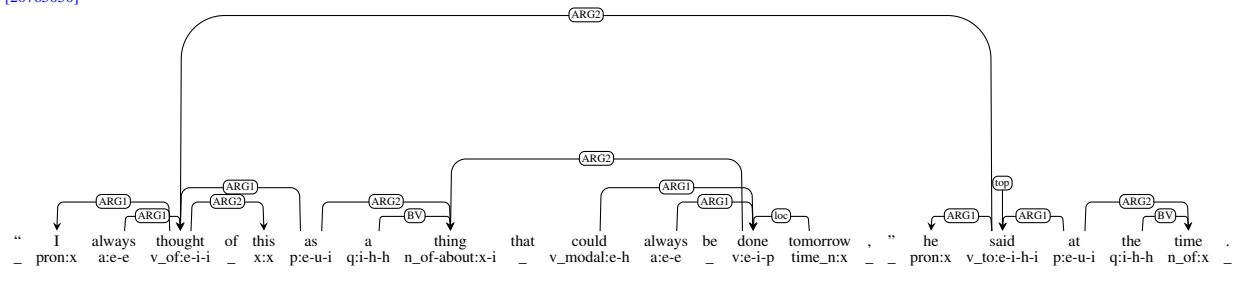 [20703030]
ARG2
ARG2
ARG1 ARG1 top
ARG1 ARG2 ARG2 ARG1 ARG2
ARG1 BV loc ARG1 ARG1 BV
“ I always thought of this as a thing that could always be done tomorrow , ” he said at the time .
_ pron:x a:e-e v_of:e-i-i _ x:x p:e-u-i q:i-h-h n_of-about:x-i _ v_modal:e-h a:e-e _ v:e-i-p time_n:x _ _ pron:x v_to:e-i-h-i p:e-u-i q:i-h-h n_of:x _